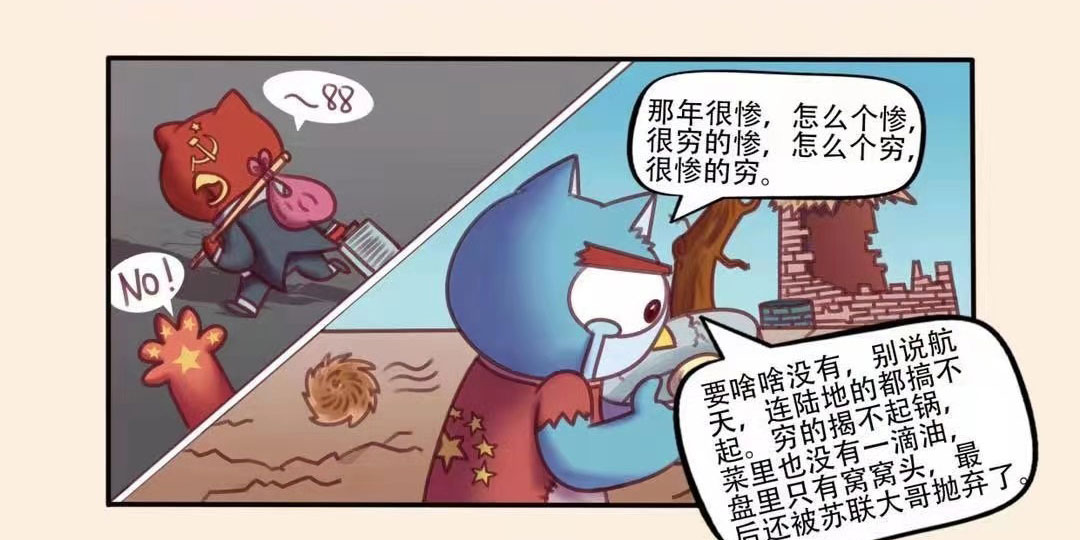 ～88
No!
那年很惨，怎么个惨，
很穷的惨，怎么个穷，
很惨的穷。
要啥啥没有，别说航
天，连陆地的都搞不
起。穷的揭不起锅，
菜里也没有一滴油，
盘里只有窝窝头，最
后还被苏联大哥抛弃了。